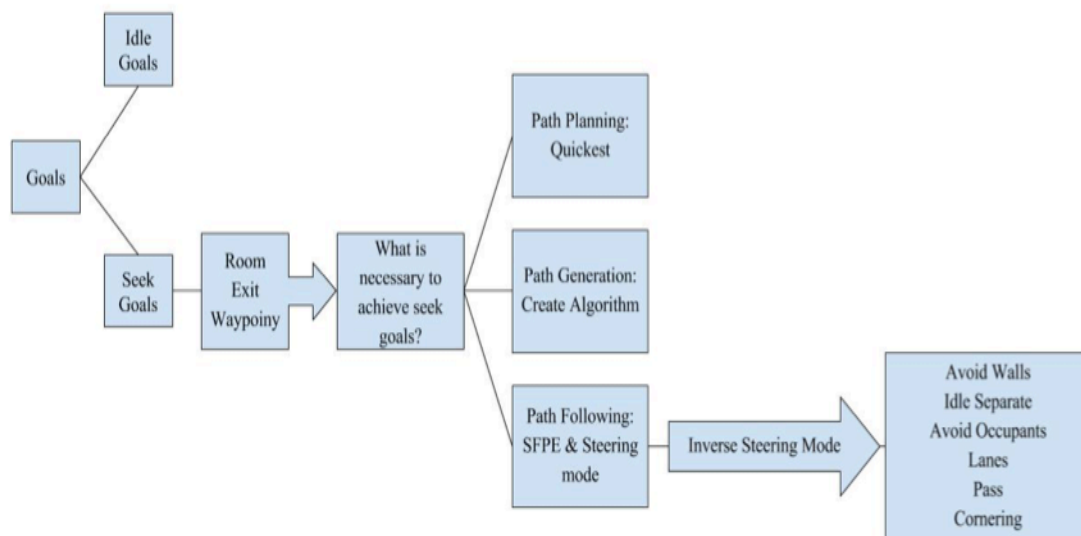 Idle
Goals
Goals
Seek
Goals
Room
Exit
Waypoiny
What is
necessary to
achieve seek
goals?
Path Planning:
Quickest
Path Generation:
Create Algorithm
Path Following:
SFPE & Steering
mode
Inverse Steering Mode
Avoid Walls
Idle Separate
Avoid Occupants
Lanes
Pass
Cornering